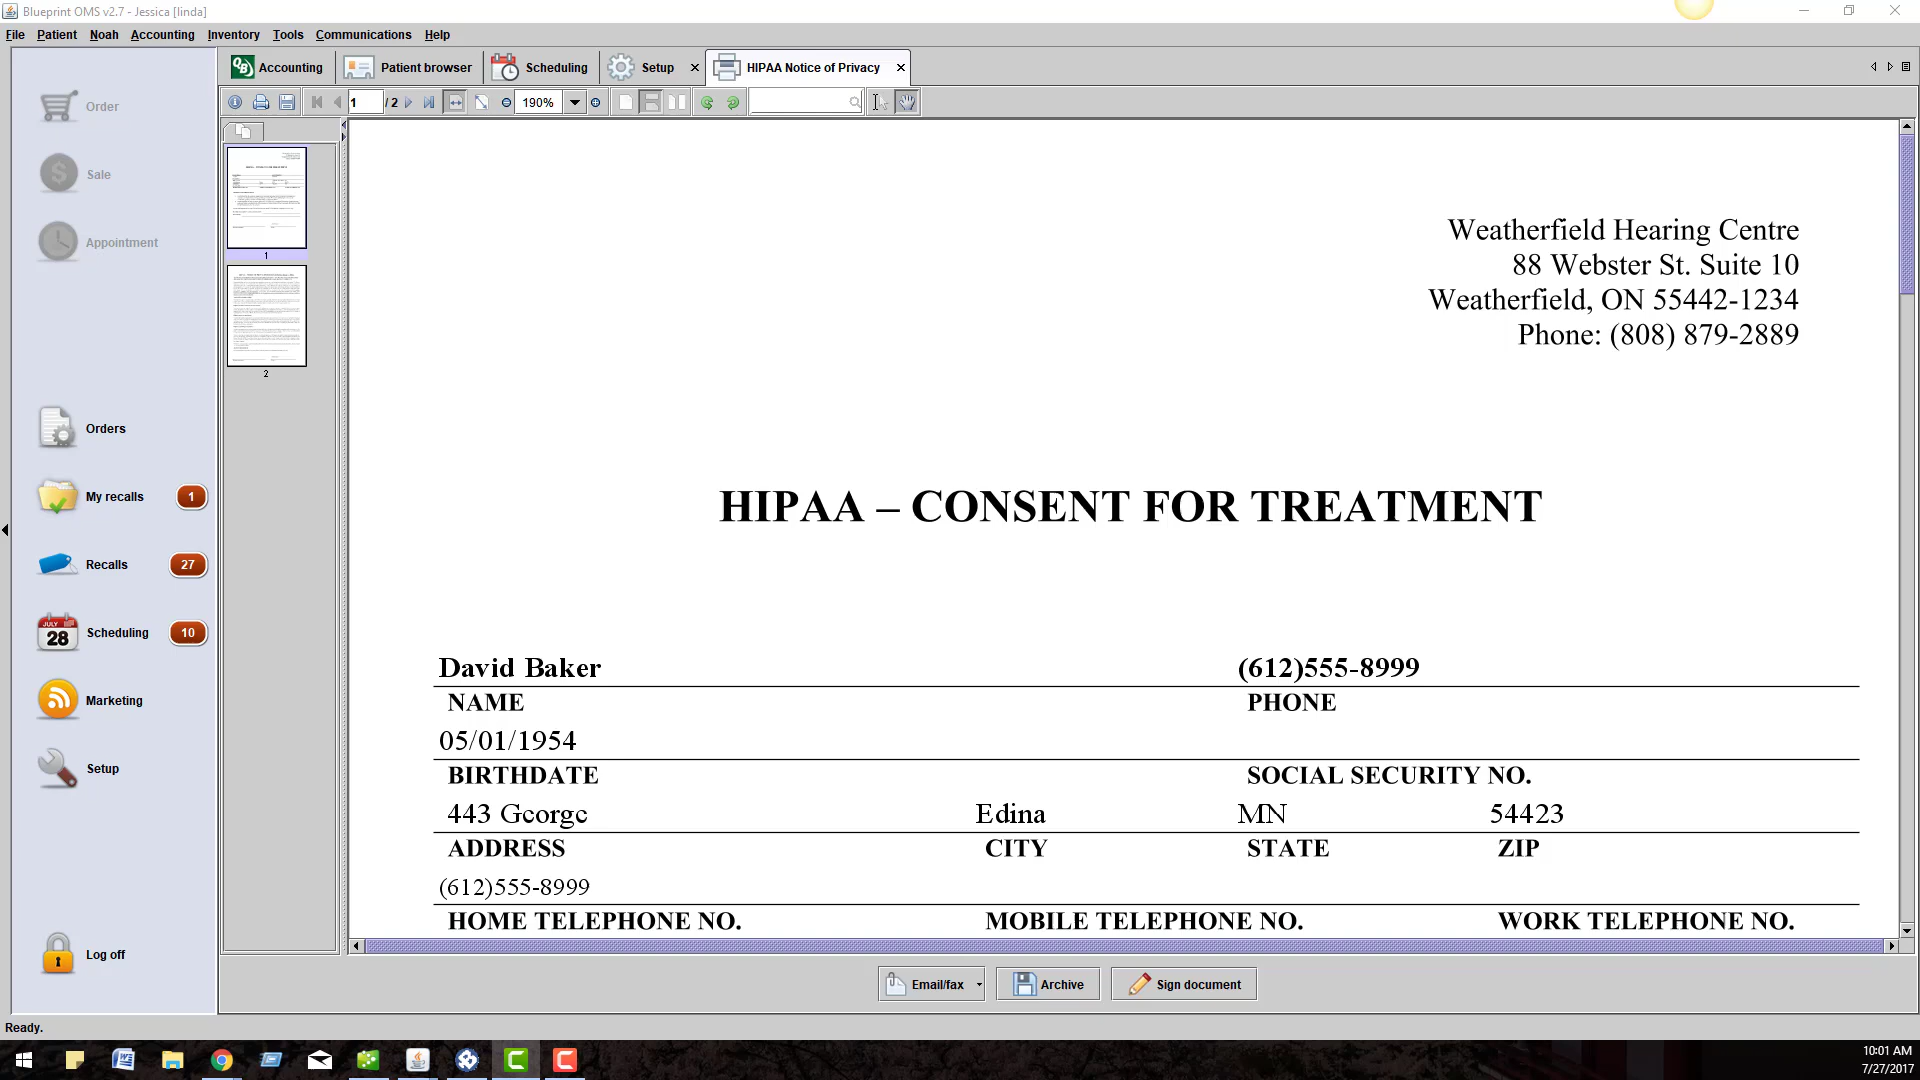 Blueprint OMS v2.7 - Jessica [linda]
File Patient Noah Accounting Inventory Tools Communications Help
Accounting Patient browser Scheduling Setup HIPAA Notice of Privacy
1 / 2 190%
Order
Sale
Appointment
Orders
My recalls 1
Recalls 27
JULY 28 Scheduling 10
Marketing
Setup
Log off
1
2
Weatherfield Hearing Centre
88 Webster St. Suite 10
Weatherfield, ON 55442-1234
Phone: (808) 879-2889
HIPAA – CONSENT FOR TREATMENT
David Baker (612)555-8999
NAME PHONE
05/01/1954
BIRTHDATE SOCIAL SECURITY NO.
443 George Edina MN 54423
ADDRESS CITY STATE ZIP
(612)555-8999
HOME TELEPHONE NO. MOBILE TELEPHONE NO. WORK TELEPHONE NO.
Email/fax Archive Sign document
Ready.
10:01 AM
7/27/2017